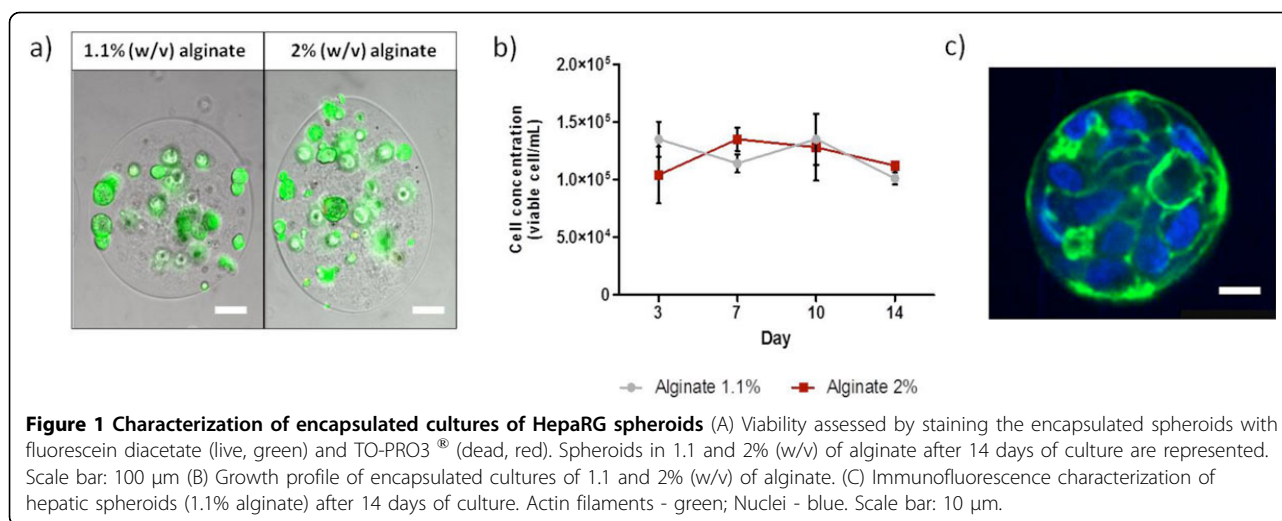 a)
1.1% (w/v) alginate
2% (w/v) alginate
b)
Cell concentration
(viable cell/mL)
2.0×10⁵
1.5×10⁵
1.0×10⁵
5.0×10⁴
0
3 7 10 14
Day
Alginate 1.1% Alginate 2%
c)
Figure 1 Characterization of encapsulated cultures of HepaRG spheroids (A) Viability assessed by staining the encapsulated spheroids with
fluorescein diacetate (live, green) and TO-PRO3 ® (dead, red). Spheroids in 1.1 and 2% (w/v) of alginate after 14 days of culture are represented.
Scale bar: 100 μm (B) Growth profile of encapsulated cultures of 1.1 and 2% (w/v) of alginate. (C) Immunofluorescence characterization of
hepatic spheroids (1.1% alginate) after 14 days of culture. Actin filaments - green; Nuclei - blue. Scale bar: 10 μm.